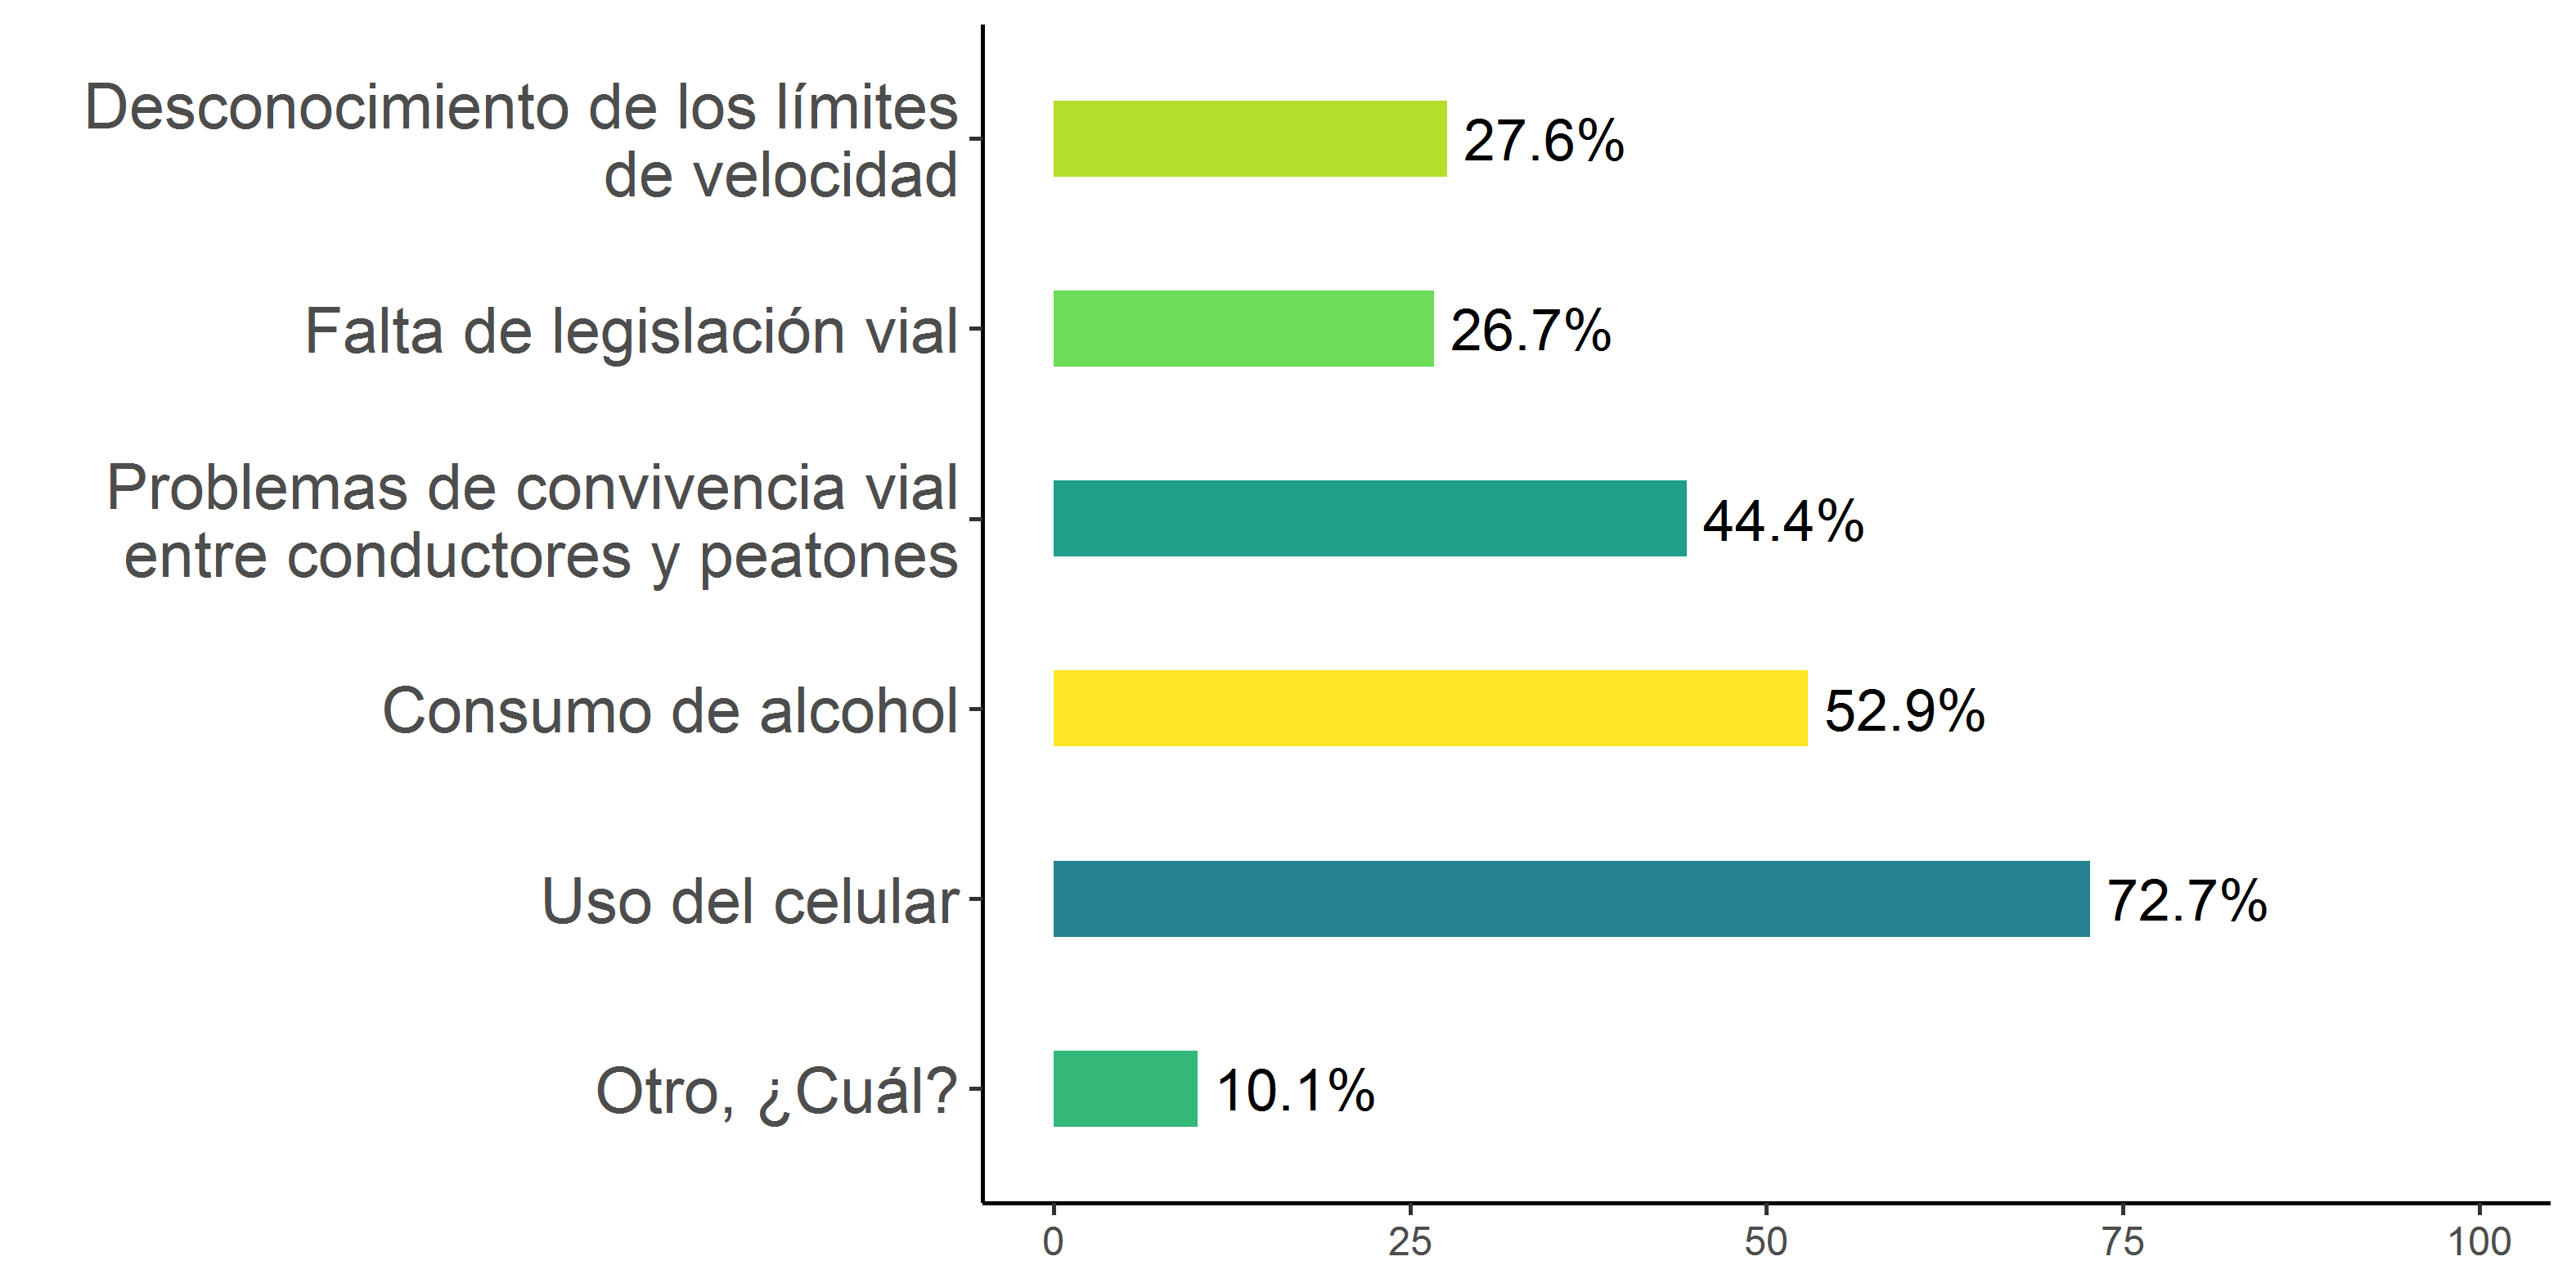 Desconocimiento de los límites
de velocidad
27.6%
Falta de legislación vial
26.7%
Problemas de convivencia vial
entre conductores y peatones
44.4%
Consumo de alcohol
52.9%
Uso del celular
72.7%
Otro, ¿Cuál?
10.1%
0 25 50 75 100